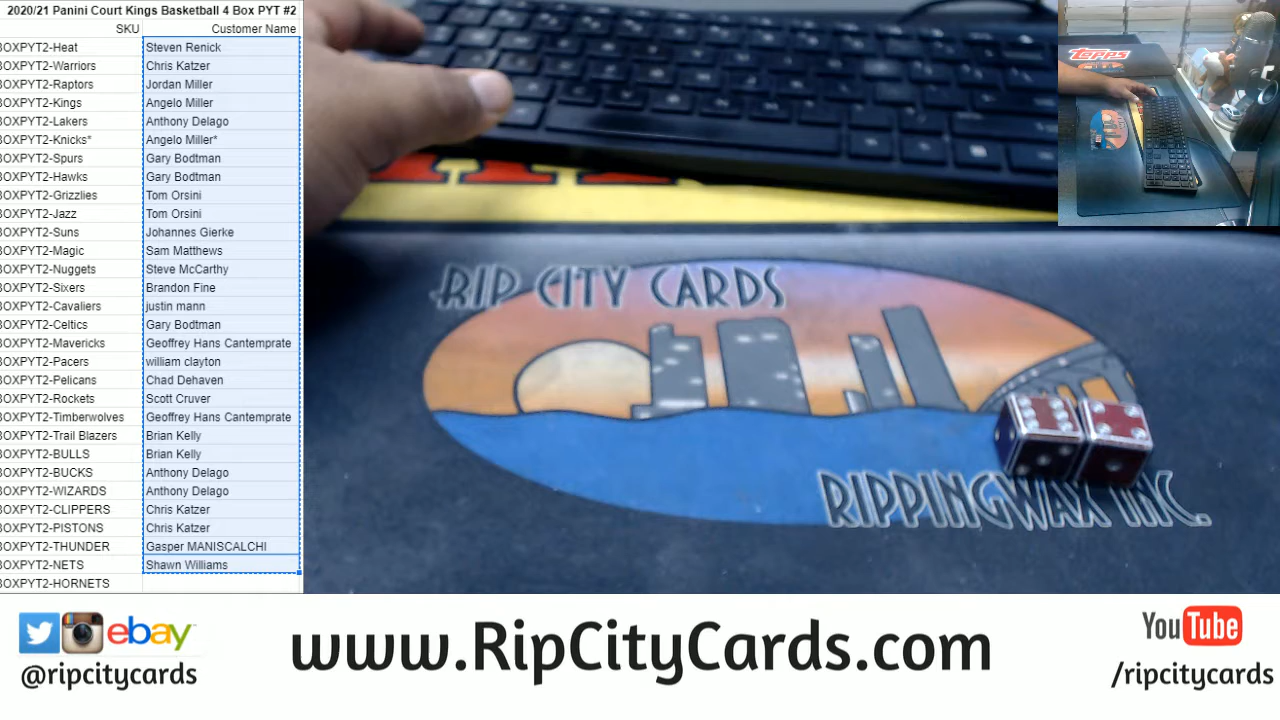 2020/21 Panini Court Kings Basketball 4 Box PYT #2
SKU Customer Name
BOXPYT2-Heat Steven Renick
BOXPYT2-Warriors Chris Katzer
BOXPYT2-Raptors Jordan Miller
BOXPYT2-Kings Angelo Miller
BOXPYT2-Lakers Anthony Delago
BOXPYT2-Knicks* Angelo Miller*
BOXPYT2-Spurs Gary Bodtman
BOXPYT2-Hawks Gary Bodtman
BOXPYT2-Grizzlies Tom Orsini
BOXPYT2-Jazz Tom Orsini
BOXPYT2-Suns Johannes Gierke
BOXPYT2-Magic Sam Matthews
BOXPYT2-Nuggets Steve McCarthy
BOXPYT2-Sixers Brandon Fine
BOXPYT2-Cavaliers justin mann
BOXPYT2-Celtics Gary Bodtman
BOXPYT2-Mavericks Geoffrey Hans Cantemprate
BOXPYT2-Pacers william clayton
BOXPYT2-Pelicans Chad Dehaven
BOXPYT2-Rockets Scott Cruver
BOXPYT2-Timberwolves Geoffrey Hans Cantemprate
BOXPYT2-Trail Blazers Brian Kelly
BOXPYT2-BULLS Brian Kelly
BOXPYT2-BUCKS Anthony Delago
BOXPYT2-WIZARDS Anthony Delago
BOXPYT2-CLIPPERS Chris Katzer
BOXPYT2-PISTONS Chris Katzer
BOXPYT2-THUNDER Gasper MANISCALCHI
BOXPYT2-NETS Shawn Williams
BOXPYT2-HORNETS
TOPPS
RIP CITY CARDS
RIPPINGWAX INC.
ebay
@ripcitycards
www.RipCityCards.com
YouTube
/ripcitycards